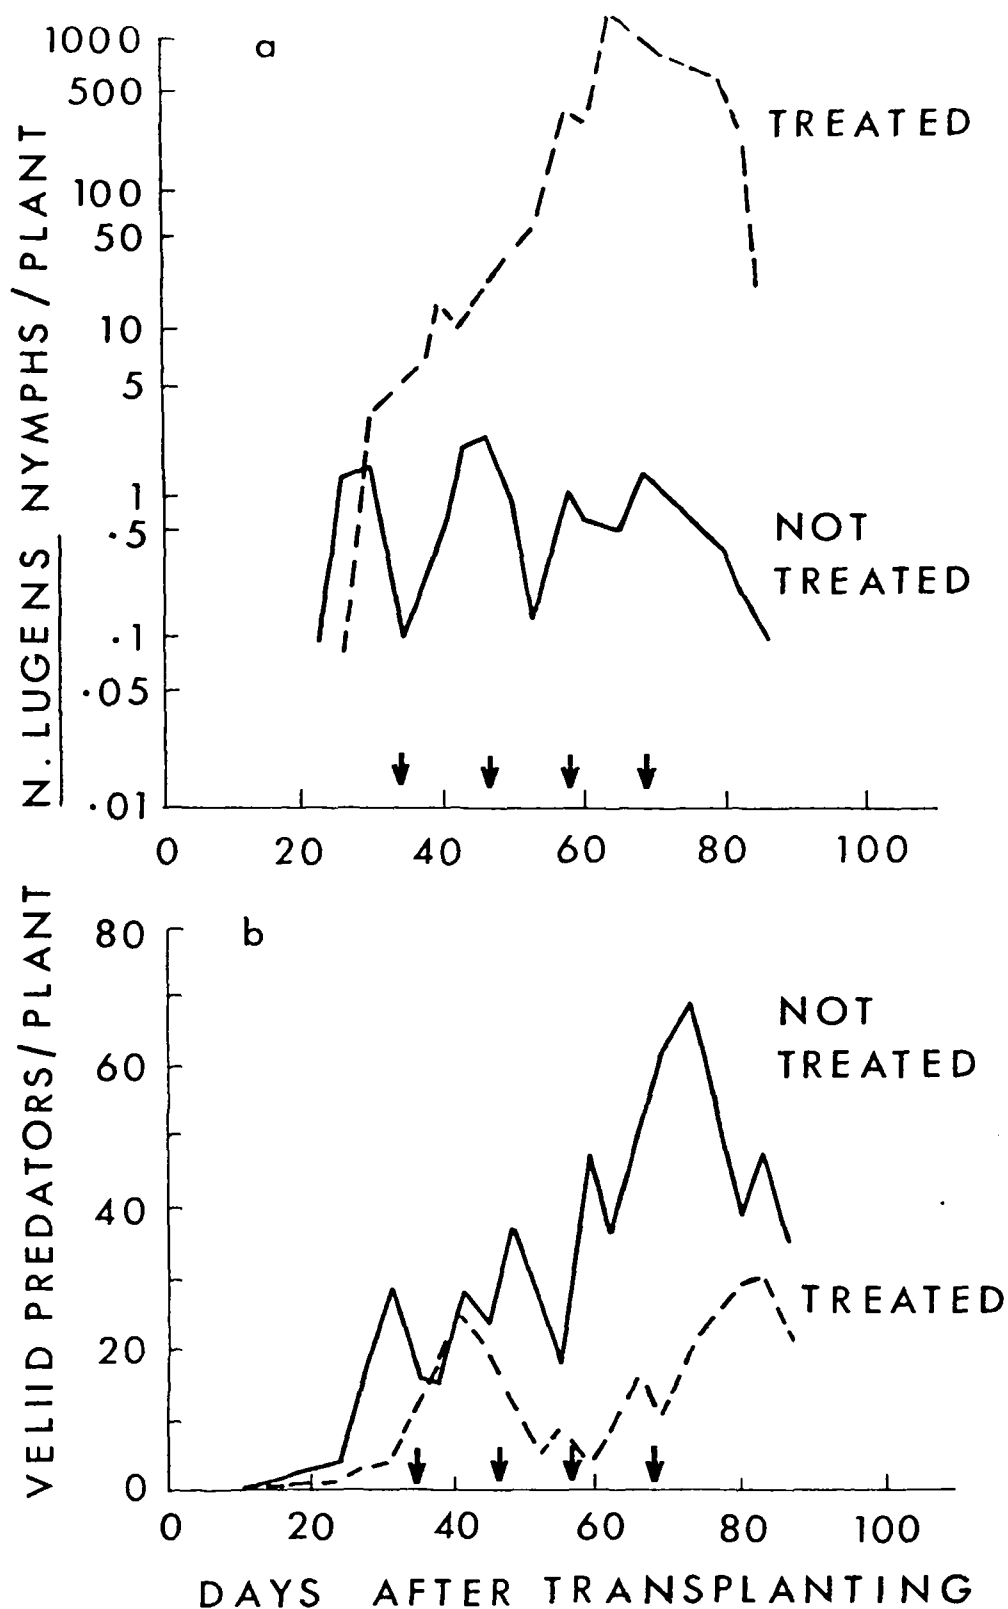 a
N. LUGENS NYMPHS / PLANT
1000
500
100
50
10
5
1
.5
.1
.05
.01
TREATED
NOT
TREATED
0 20 40 60 80 100
b
VELIID PREDATORS/PLANT
80
60
40
20
0
NOT
TREATED
TREATED
0 20 40 60 80 100
DAYS AFTER TRANSPLANTING